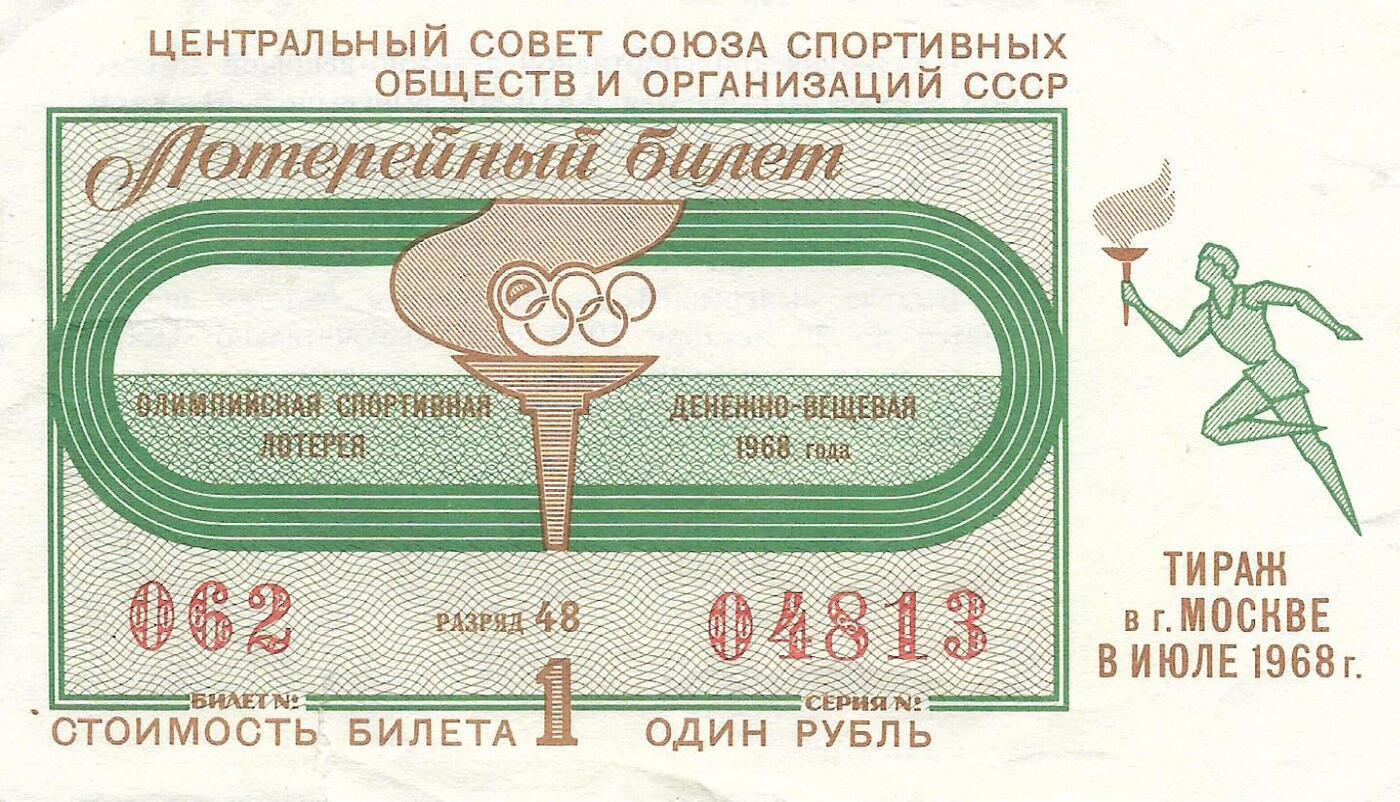 ЦЕНТРАЛЬНЫЙ СОВЕТ СОЮЗА СПОРТИВНЫХ
ОБЩЕСТВ И ОРГАНИЗАЦИЙ СССР
Лотерейный билет
ОЛИМПИЙСКАЯ СПОРТИВНАЯ
ЛОТЕРЕЯ
ДЕНЕЖНО-ВЕЩЕВАЯ
1968 года
062
РАЗРЯД 48
04813
БИЛЕТ №
СЕРИЯ №
СТОИМОСТЬ БИЛЕТА 1 ОДИН РУБЛЬ
ТИРАЖ
в г. МОСКВЕ
В ИЮЛЕ 1968 г.